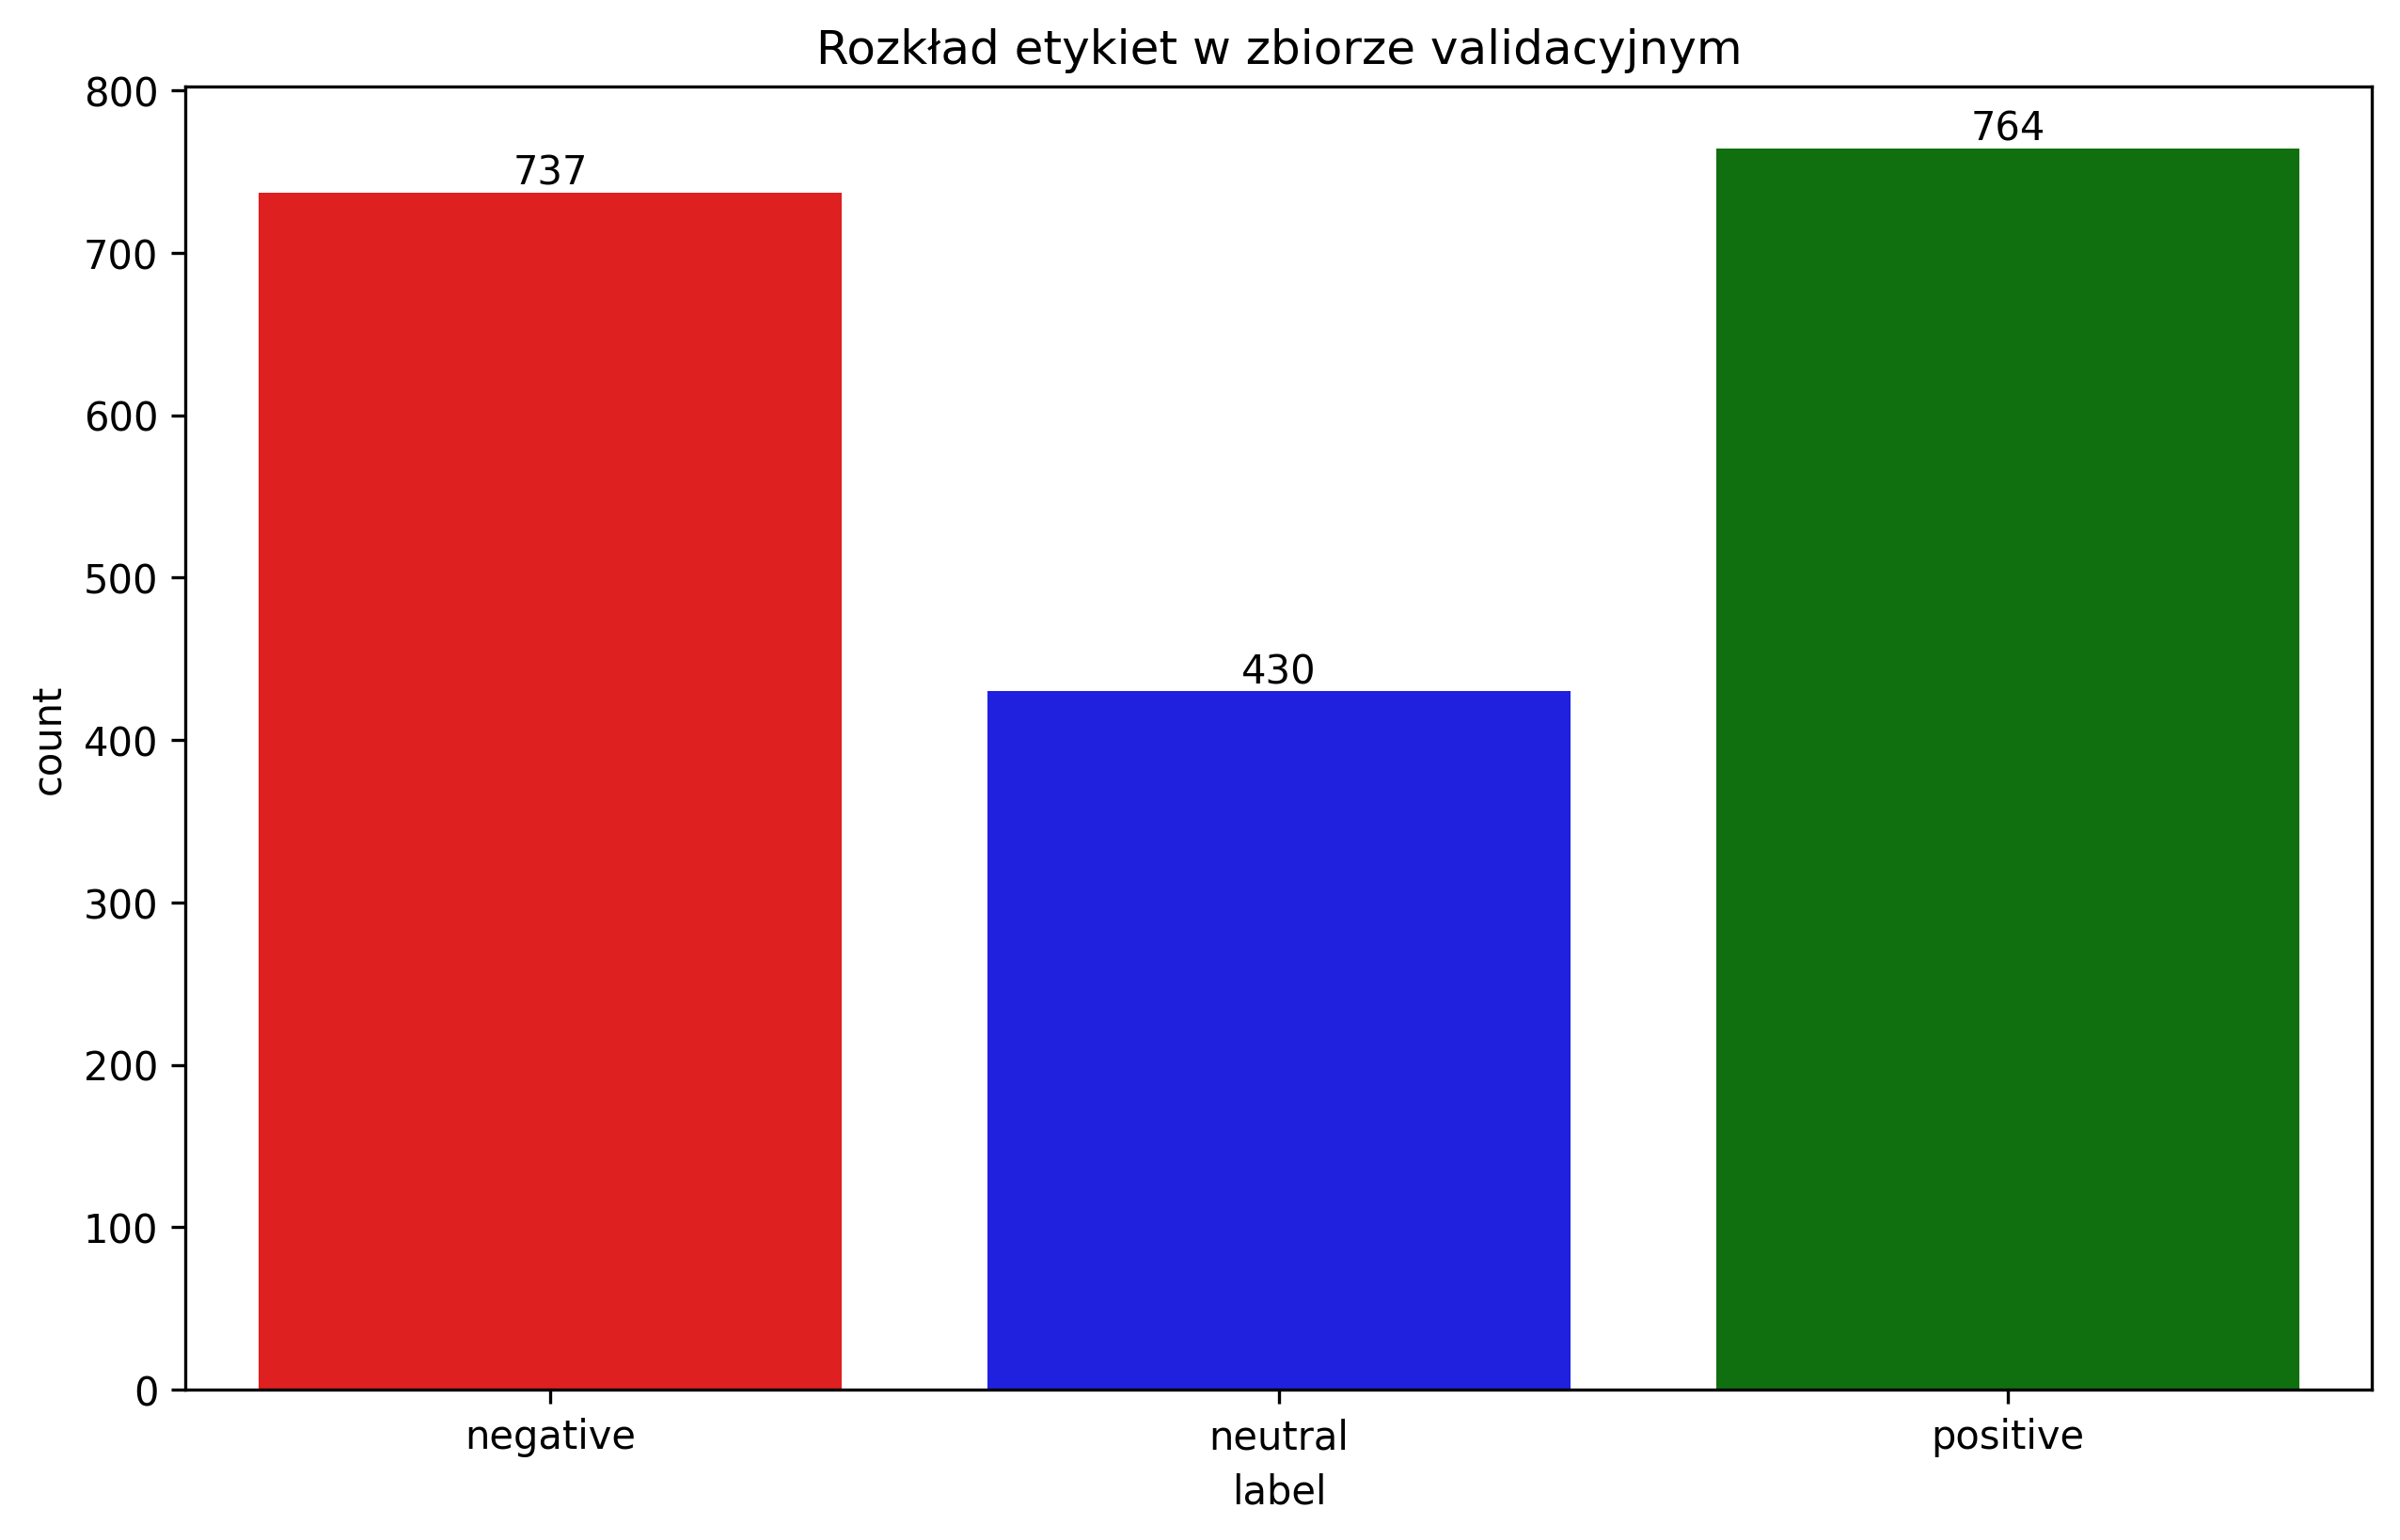 Rozkład etykiet w zbiorze validacyjnym
800
700
600
500
400
300
200
100
0
count
737
430
764
negative
neutral
positive
label